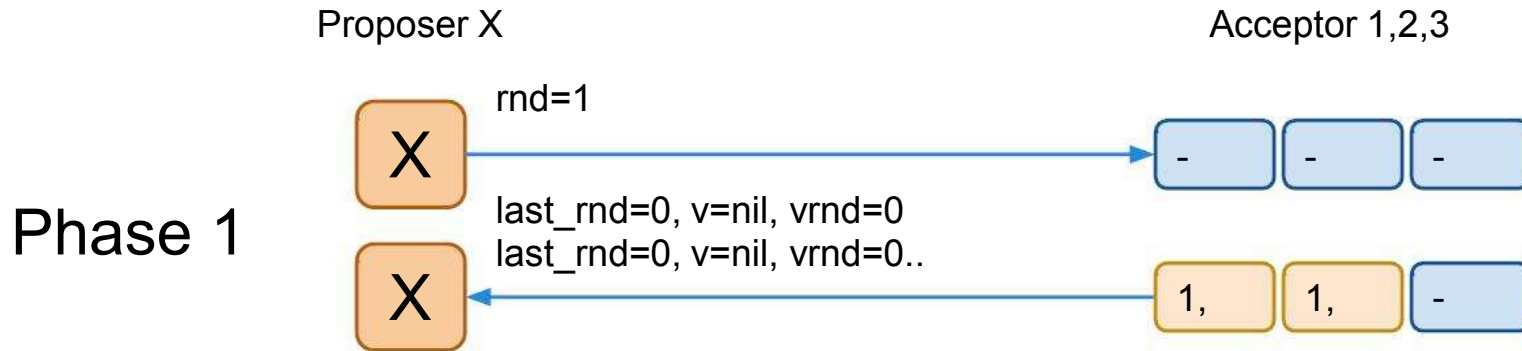 Proposer X
Acceptor 1,2,3
rnd=1
X
- - -
Phase 1
last_rnd=0, v=nil, vrnd=0
last_rnd=0, v=nil, vrnd=0..
X
1, 1, -